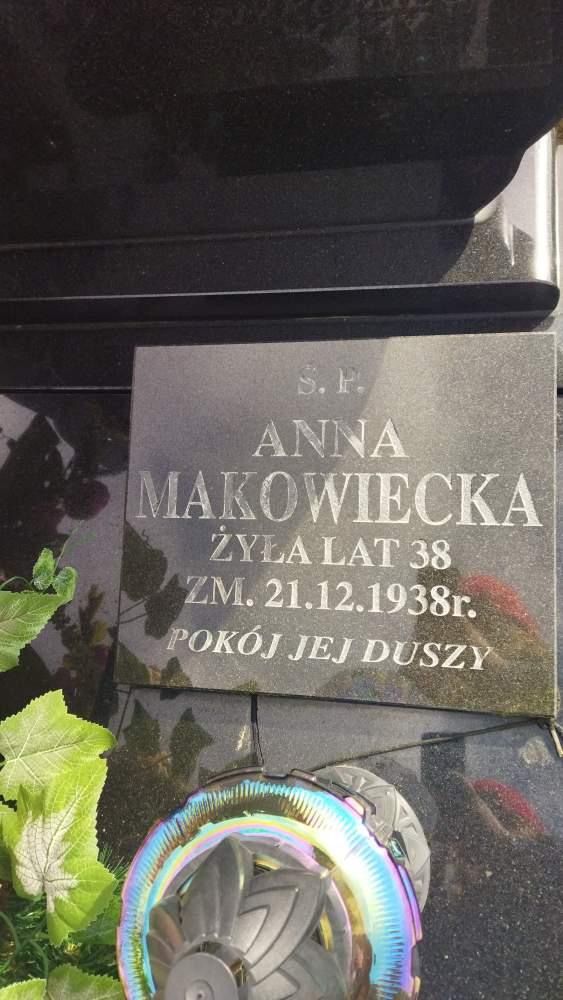 Ś. P.
ANNA
MAKOWIECKA
ŻYŁA LAT 38
ZM. 21.12.1938r.
POKÓJ JEJ DUSZY